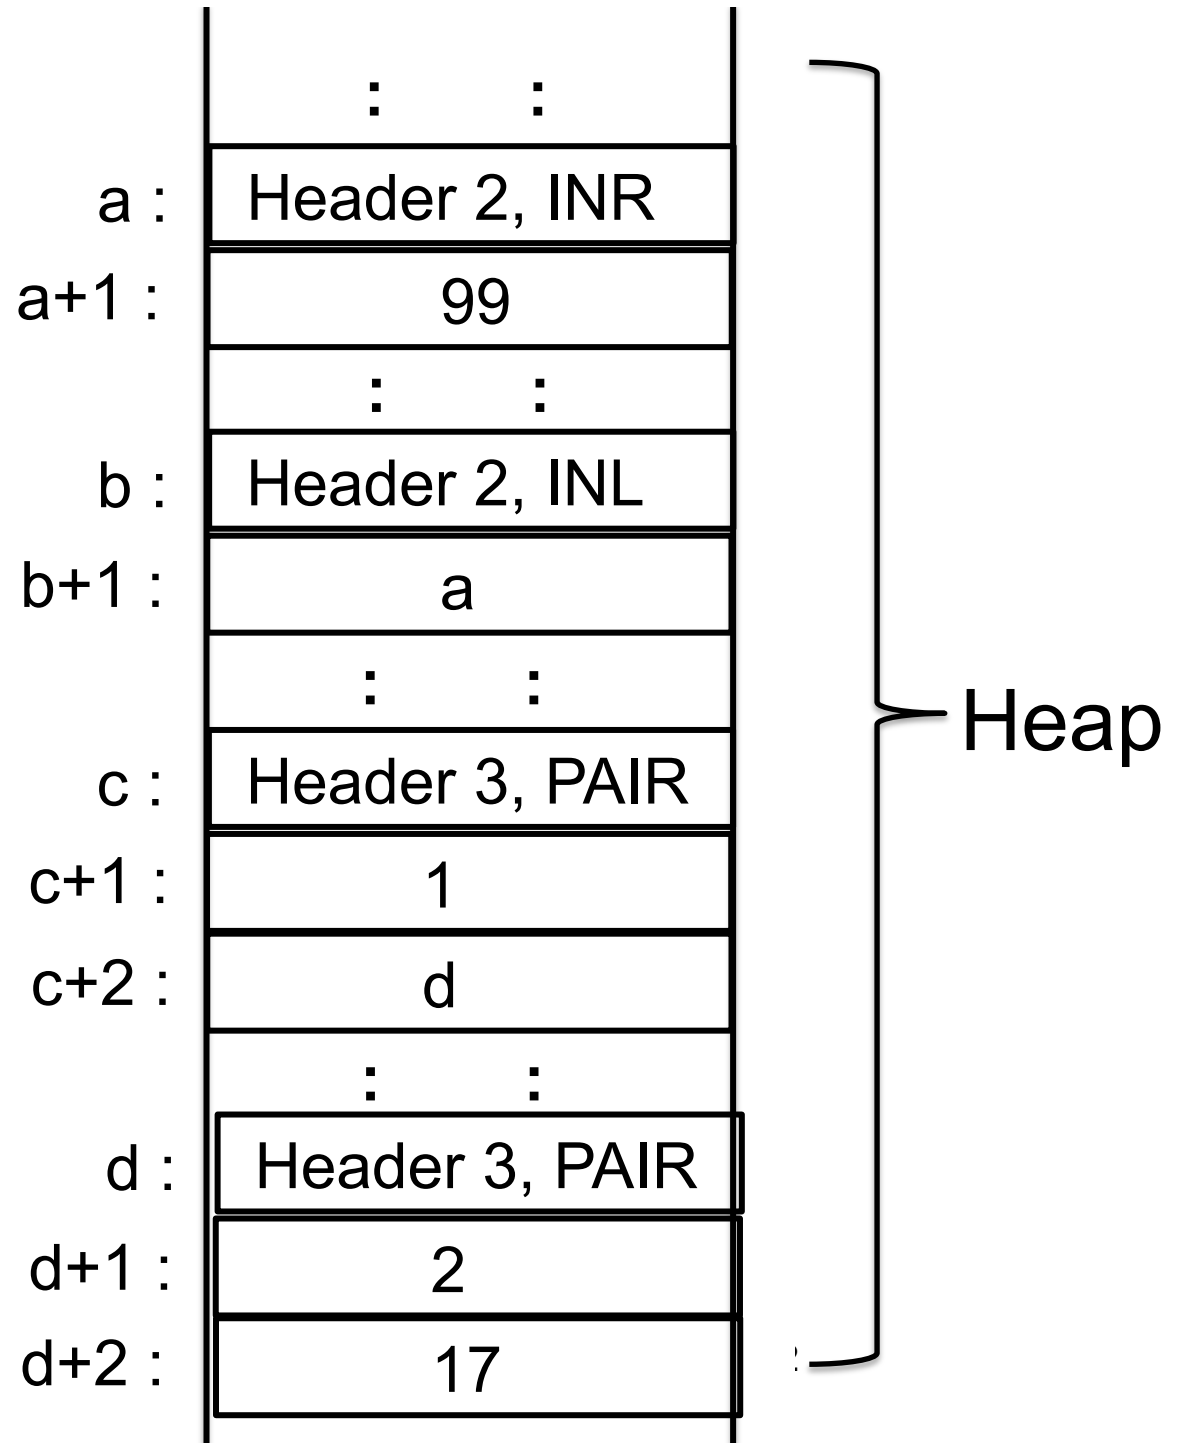 : :
a : Header 2, INR
a+1 : 99
: :
b : Header 2, INL
b+1 : a
: :
Heap
c : Header 3, PAIR
c+1 : 1
c+2 : d
: :
d : Header 3, PAIR
d+1 : 2
d+2 : 17